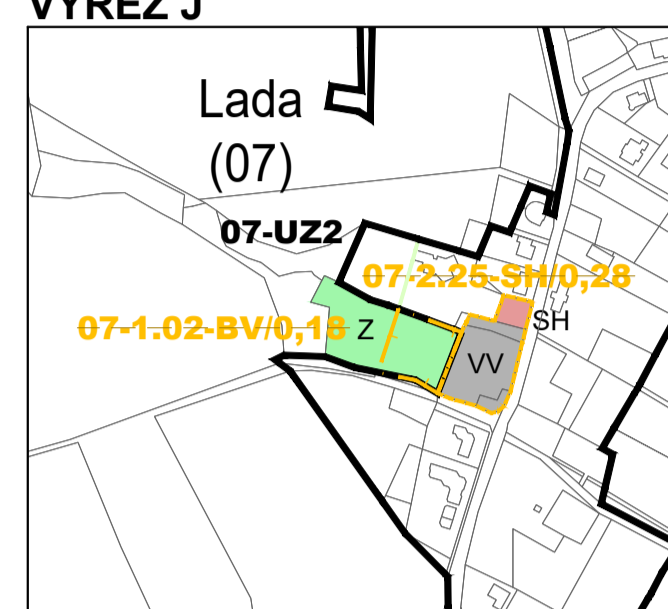 VÝŘEZ J
Lada
(07)
07-UZ2
07-2.25-SH/0,28
07-1.02-BV/0,18
Z
SH
VV